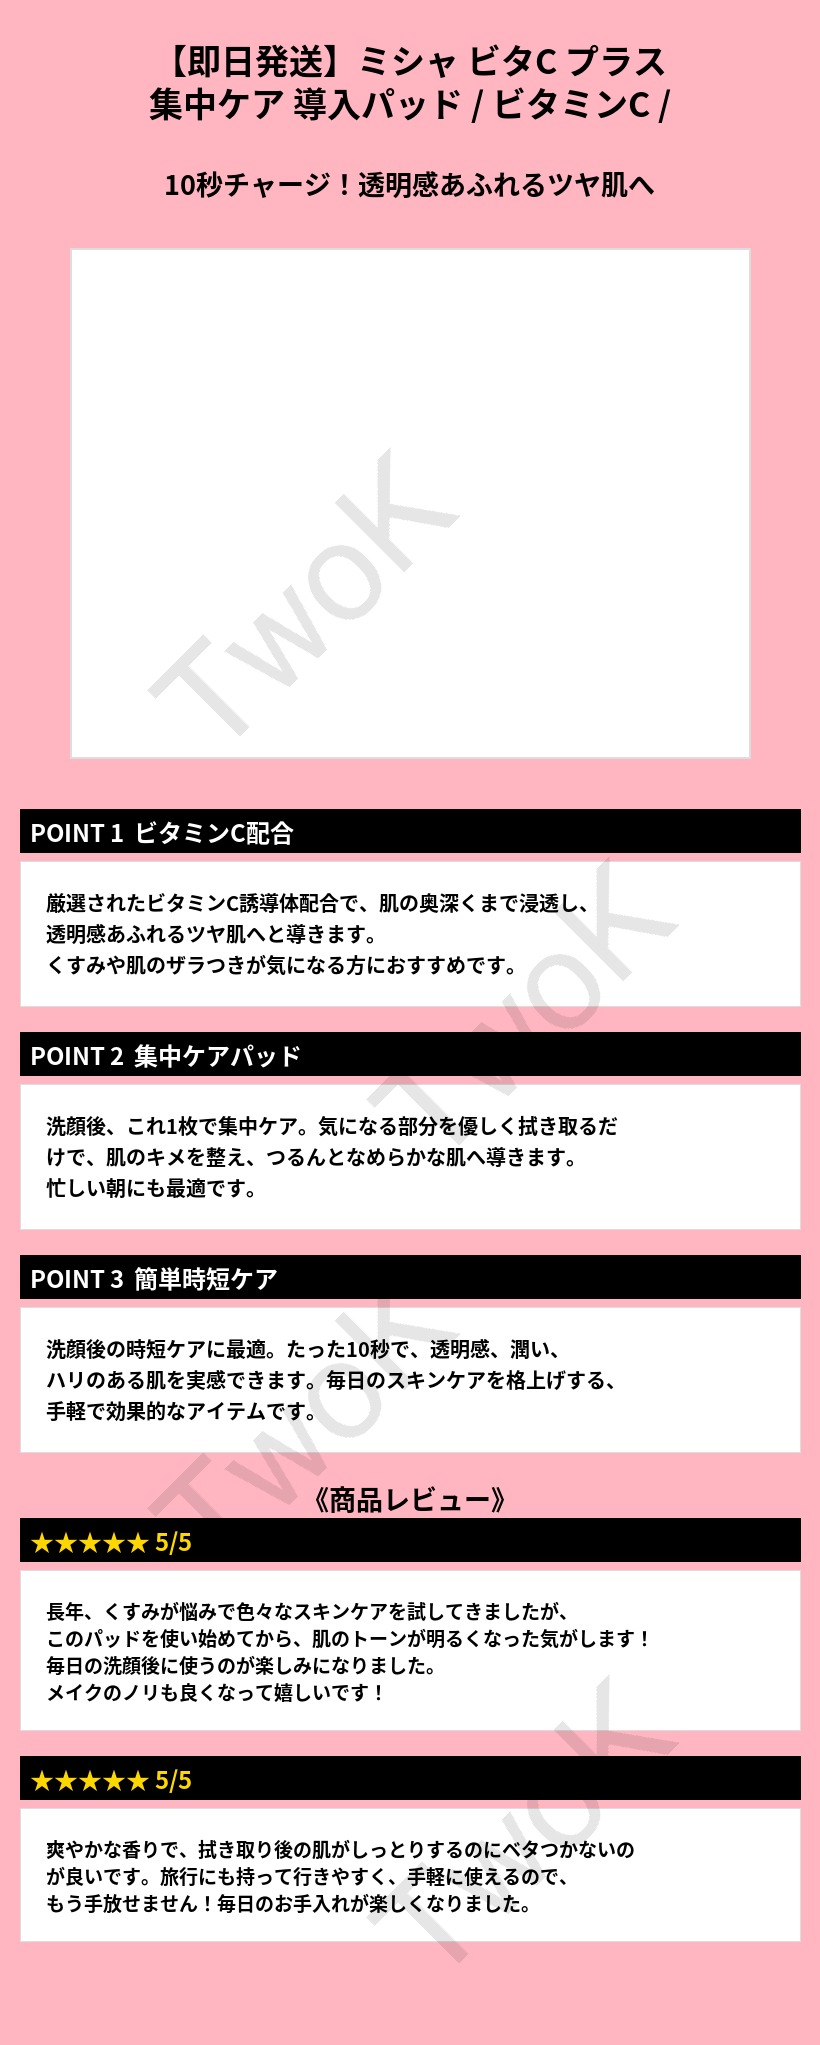 【即日発送】ミシャ ビタC プラス
集中ケア 導入パッド / ビタミンC /
10秒チャージ！透明感あふれるツヤ肌へ
TwoK
POINT 1 ビタミンC配合
厳選されたビタミンC誘導体配合で、肌の奥深くまで浸透し、
透明感あふれるツヤ肌へと導きます。
くすみや肌のザラつきが気になる方におすすめです。
TwoK
POINT 2 集中ケアパッド
洗顔後、これ1枚で集中ケア。気になる部分を優しく拭き取るだ
けで、肌のキメを整え、つるんとなめらかな肌へ導きます。
忙しい朝にも最適です。
POINT 3 簡単時短ケア
洗顔後の時短ケアに最適。たった10秒で、透明感、潤い、
ハリのある肌を実感できます。毎日のスキンケアを格上げする、
手軽で効果的なアイテムです。
TwoK
《商品レビュー》
★★★★★ 5/5
長年、くすみが悩みで色々なスキンケアを試してきましたが、
このパッドを使い始めてから、肌のトーンが明るくなった気がします！
毎日の洗顔後に使うのが楽しみになりました。
メイクのノリも良くなって嬉しいです！
★★★★★ 5/5
爽やかな香りで、拭き取り後の肌がしっとりするのにベタつかないの
が良いです。旅行にも持って行きやすく、手軽に使えるので、
もう手放せません！毎日のお手入れが楽しくなりました。
TwoK